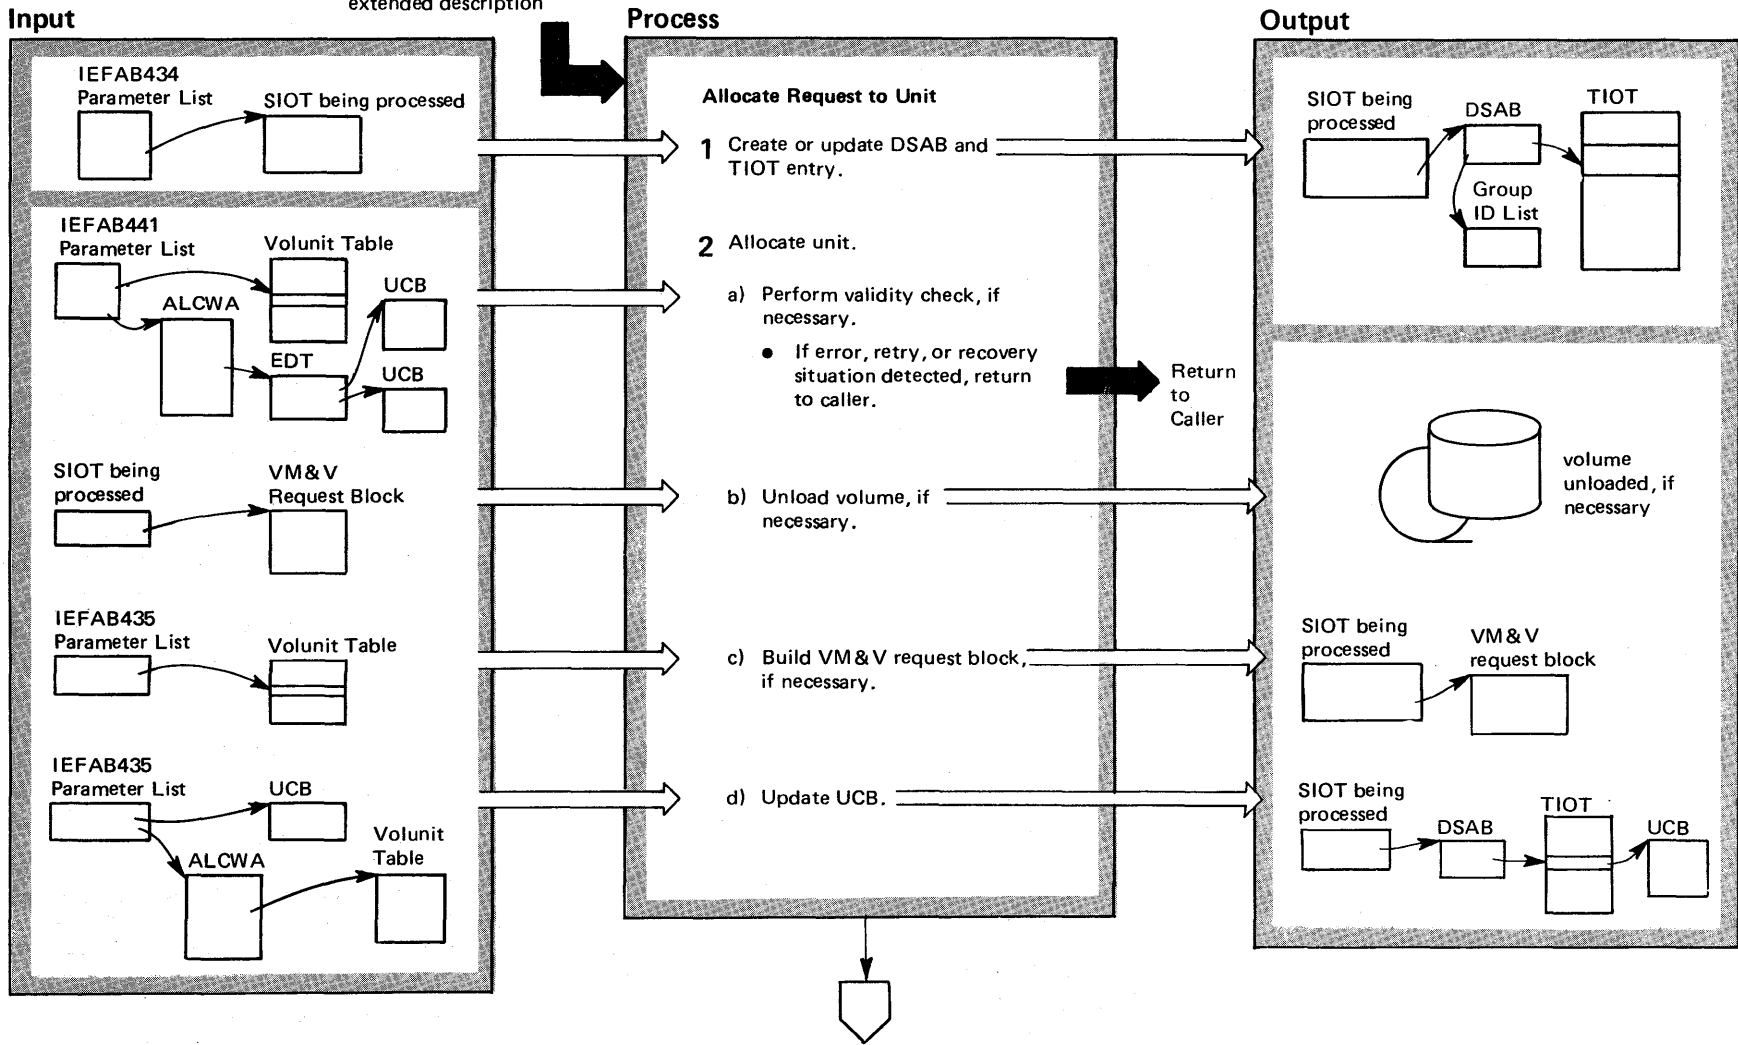 extended description
Input
IEFAB434
Parameter List
SIOT being processed
IEFAB441
Parameter List
Volunit Table
ALCWA
UCB
EDT
UCB
SIOT being
processed
VM&V
Request Block
IEFAB435
Parameter List
Volunit Table
IEFAB435
Parameter List
UCB
ALCWA
Volunit
Table
Process
Allocate Request to Unit
1 Create or update DSAB and
TIOT entry.
2 Allocate unit.
a) Perform validity check, if
necessary.
● If error, retry, or recovery
situation detected, return
to caller.
Return
to
Caller
b) Unload volume, if
necessary.
c) Build VM&V request block,
if necessary.
d) Update UCB.
Output
SIOT being
processed
DSAB
TIOT
Group
ID List
volume
unloaded, if
necessary
SIOT being
processed
VM&V
request block
SIOT being
processed
DSAB
TIOT
UCB